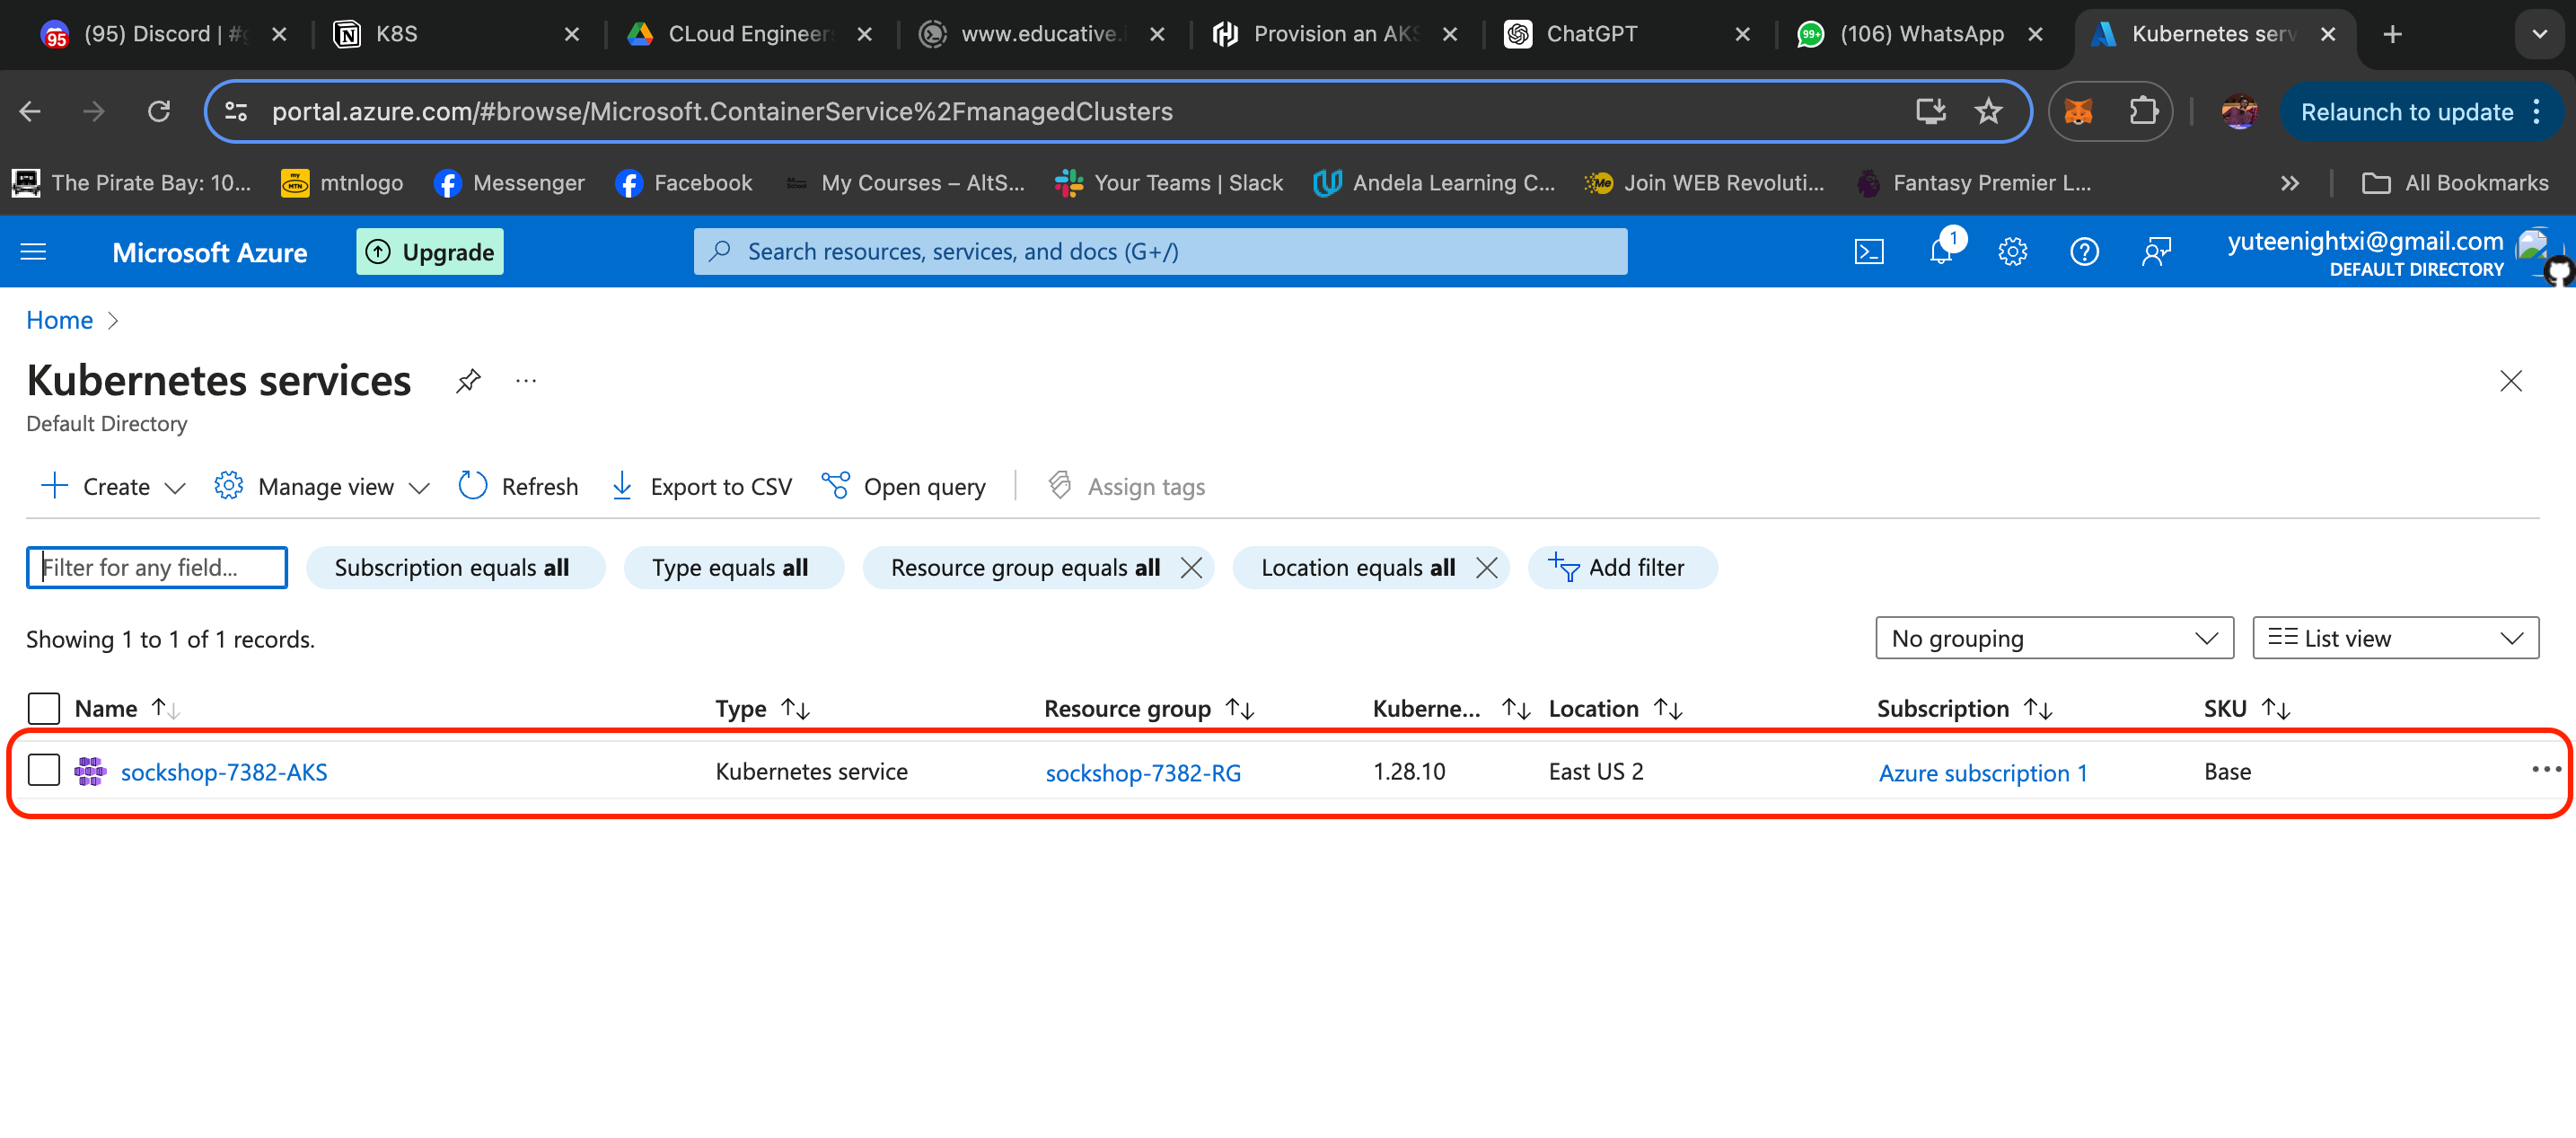 95 (95) Discord | #g
K8S
CLoud Engineer
www.educative.i
Provision an AKS
ChatGPT
99+ (106) WhatsApp
Kubernetes serv
portal.azure.com/#browse/Microsoft.ContainerService%2FmanagedClusters
Relaunch to update
The Pirate Bay: 10...
my MTN mtnlogo
Messenger
Facebook
My Courses – AltS...
Your Teams | Slack
Andela Learning C...
Me Join WEB Revoluti...
Fantasy Premier L...
All Bookmarks
Microsoft Azure
Upgrade
Search resources, services, and docs (G+/)
1
yuteenightxi@gmail.com
DEFAULT DIRECTORY
Home
Kubernetes services
Default Directory
Create
Manage view
Refresh
Export to CSV
Open query
Assign tags
Filter for any field...
Subscription equals all
Type equals all
Resource group equals all
Location equals all
Add filter
Showing 1 to 1 of 1 records.
No grouping
List view
Name Type Resource group Kuberne... Location Subscription SKU
sockshop-7382-AKS Kubernetes service sockshop-7382-RG 1.28.10 East US 2 Azure subscription 1 Base